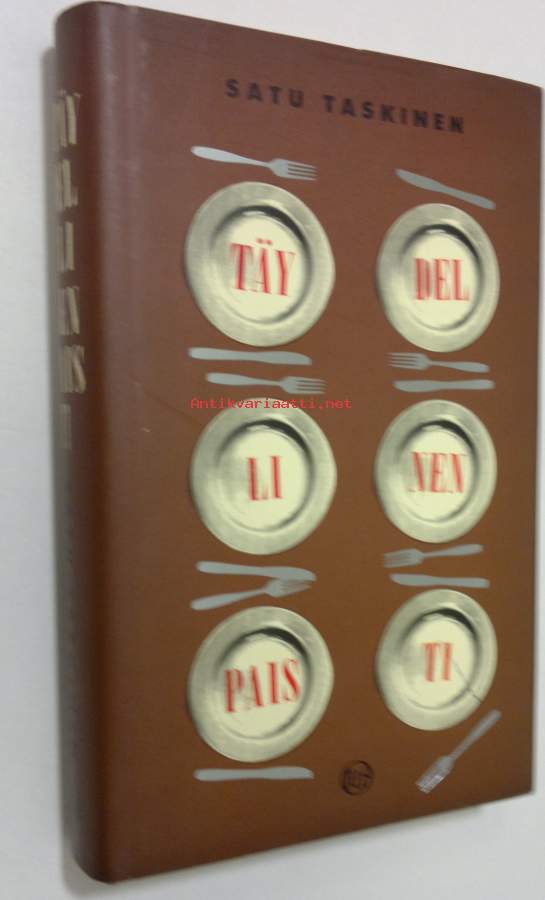 SATU TASKINEN
TÄY DEL
LI NEN
PAIS TI
Antikvariaatti.net